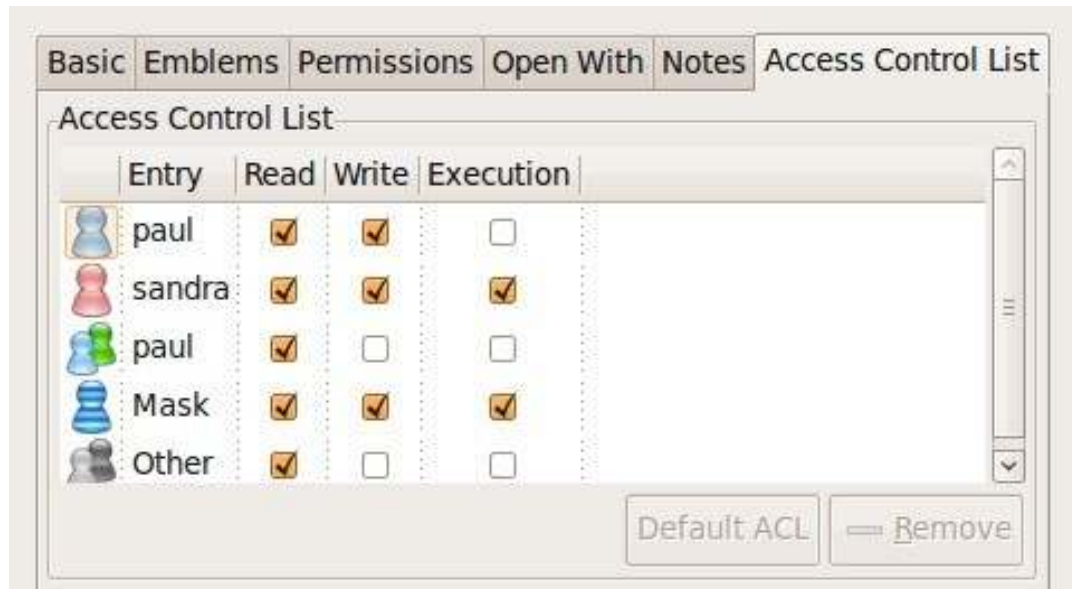 Basic Emblems Permissions Open With Notes Access Control List
Access Control List
Entry Read Write Execution
paul
sandra
paul
Mask
Other
Default ACL Remove